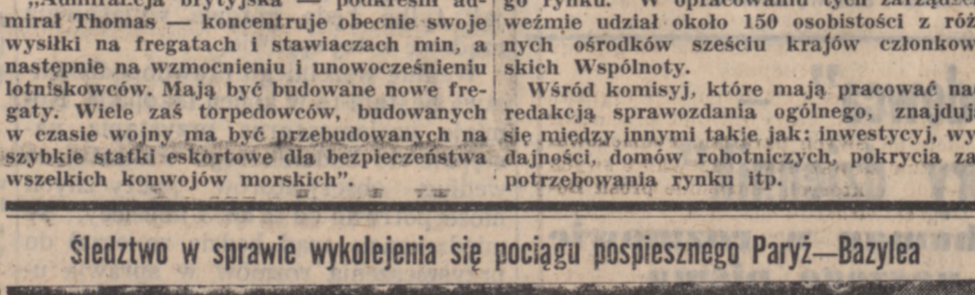 „Admiralicja brytyjska — podkreślił ad-
mirał Thomas — koncentruje obecnie swoje
wysiłki na fregatach i stawiaczach min, a
następnie na wzmocnieniu i unowocześnieniu
lotniskowców. Mają być budowane nowe fre-
gaty. Wiele zaś torpedowców, budowanych
w czasie wojny ma być przebudowanych na
szybkie statki eskortowe dla bezpieczeństwa
wszelkich konwojów morskich”.
go rynku. W opracowaniu tych
weźmie udział około 150 osobistości z róż
nych ośrodków sześciu krajów członkow
skich Wspólnoty.
Wśród komisyj, które mają pracować na
redakcją sprawozdania ogólnego, znajduj
się między innymi takie jak: inwestycyj, wy
dajności, domów robotniczych, pokrycia za
potrzebowania rynku itp.
Śledztwo w sprawie wykolejenia się pociągu pospiesznego Paryż—Bazylea